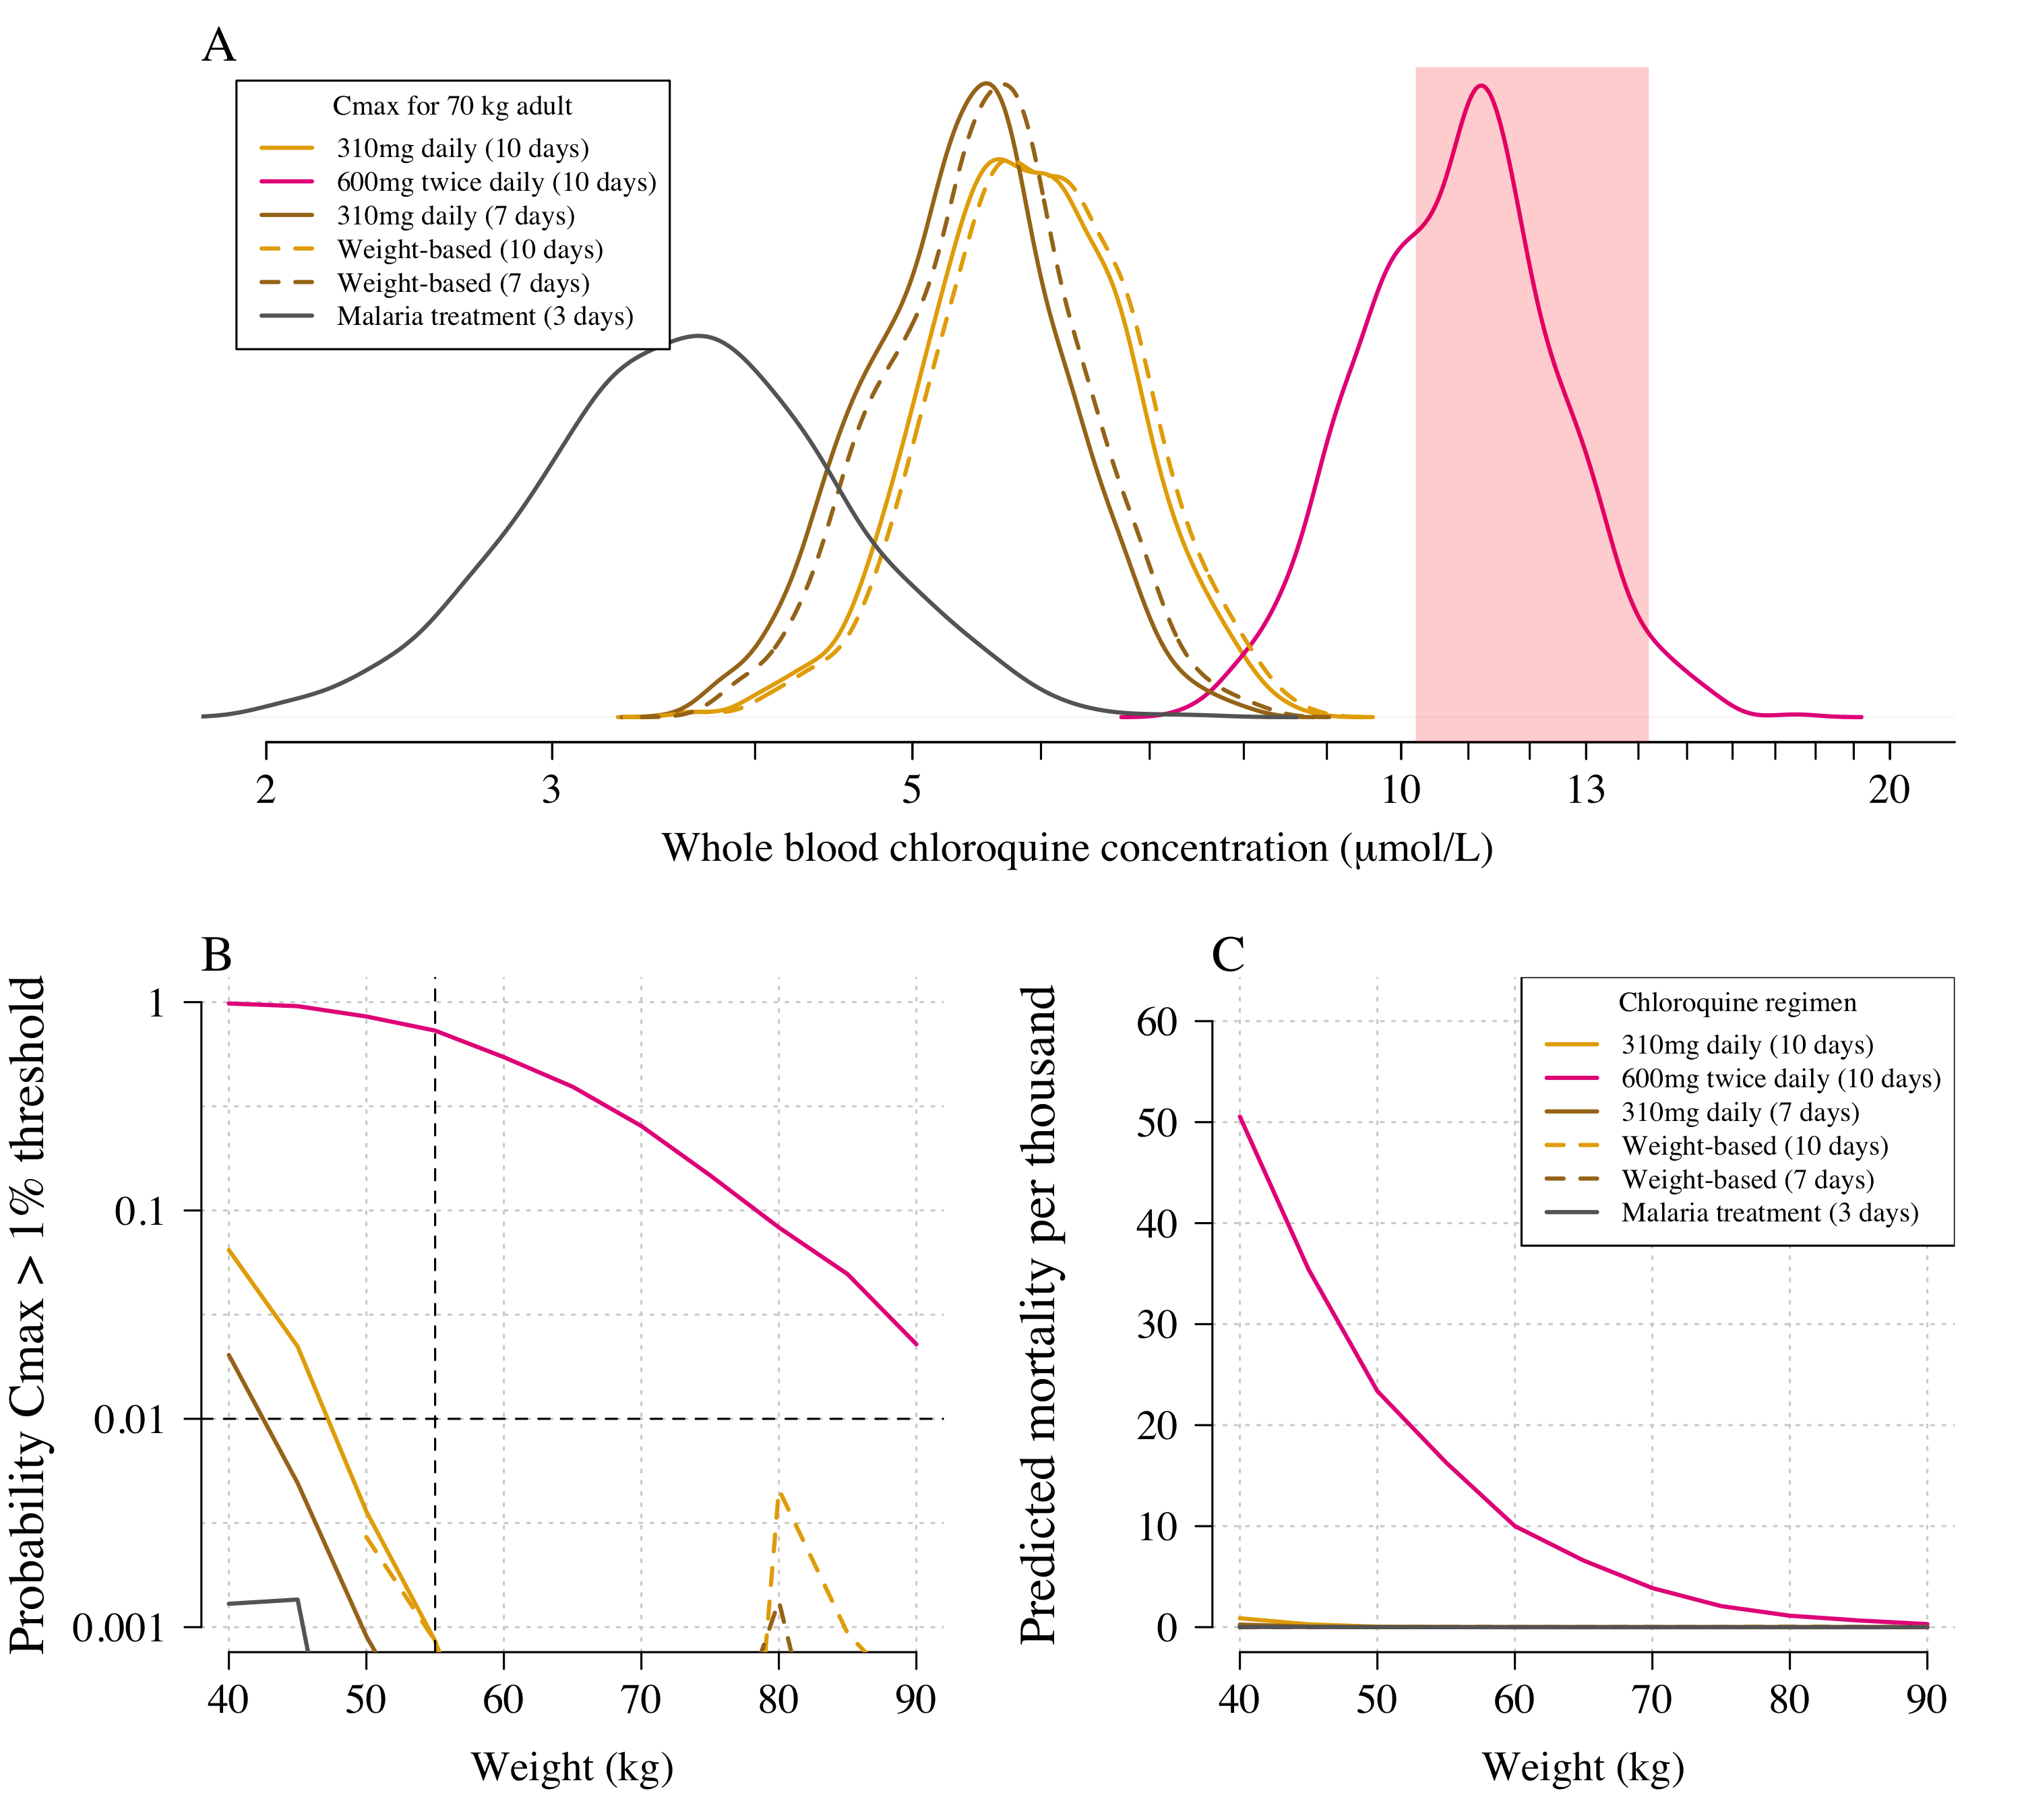 A
Cmax for 70 kg adult
310mg daily (10 days)
600mg twice daily (10 days)
310mg daily (7 days)
Weight-based (10 days)
Weight-based (7 days)
Malaria treatment (3 days)
2 3 5 10 13 20
Whole blood chloroquine concentration (μmol/L)
B
Probability Cmax > 1% threshold
1
0.1
0.01
0.001
40 50 60 70 80 90
Weight (kg)
C
Predicted mortality per thousand
60
50
40
30
20
10
0
Chloroquine regimen
310mg daily (10 days)
600mg twice daily (10 days)
310mg daily (7 days)
Weight-based (10 days)
Weight-based (7 days)
Malaria treatment (3 days)
40 50 60 70 80 90
Weight (kg)